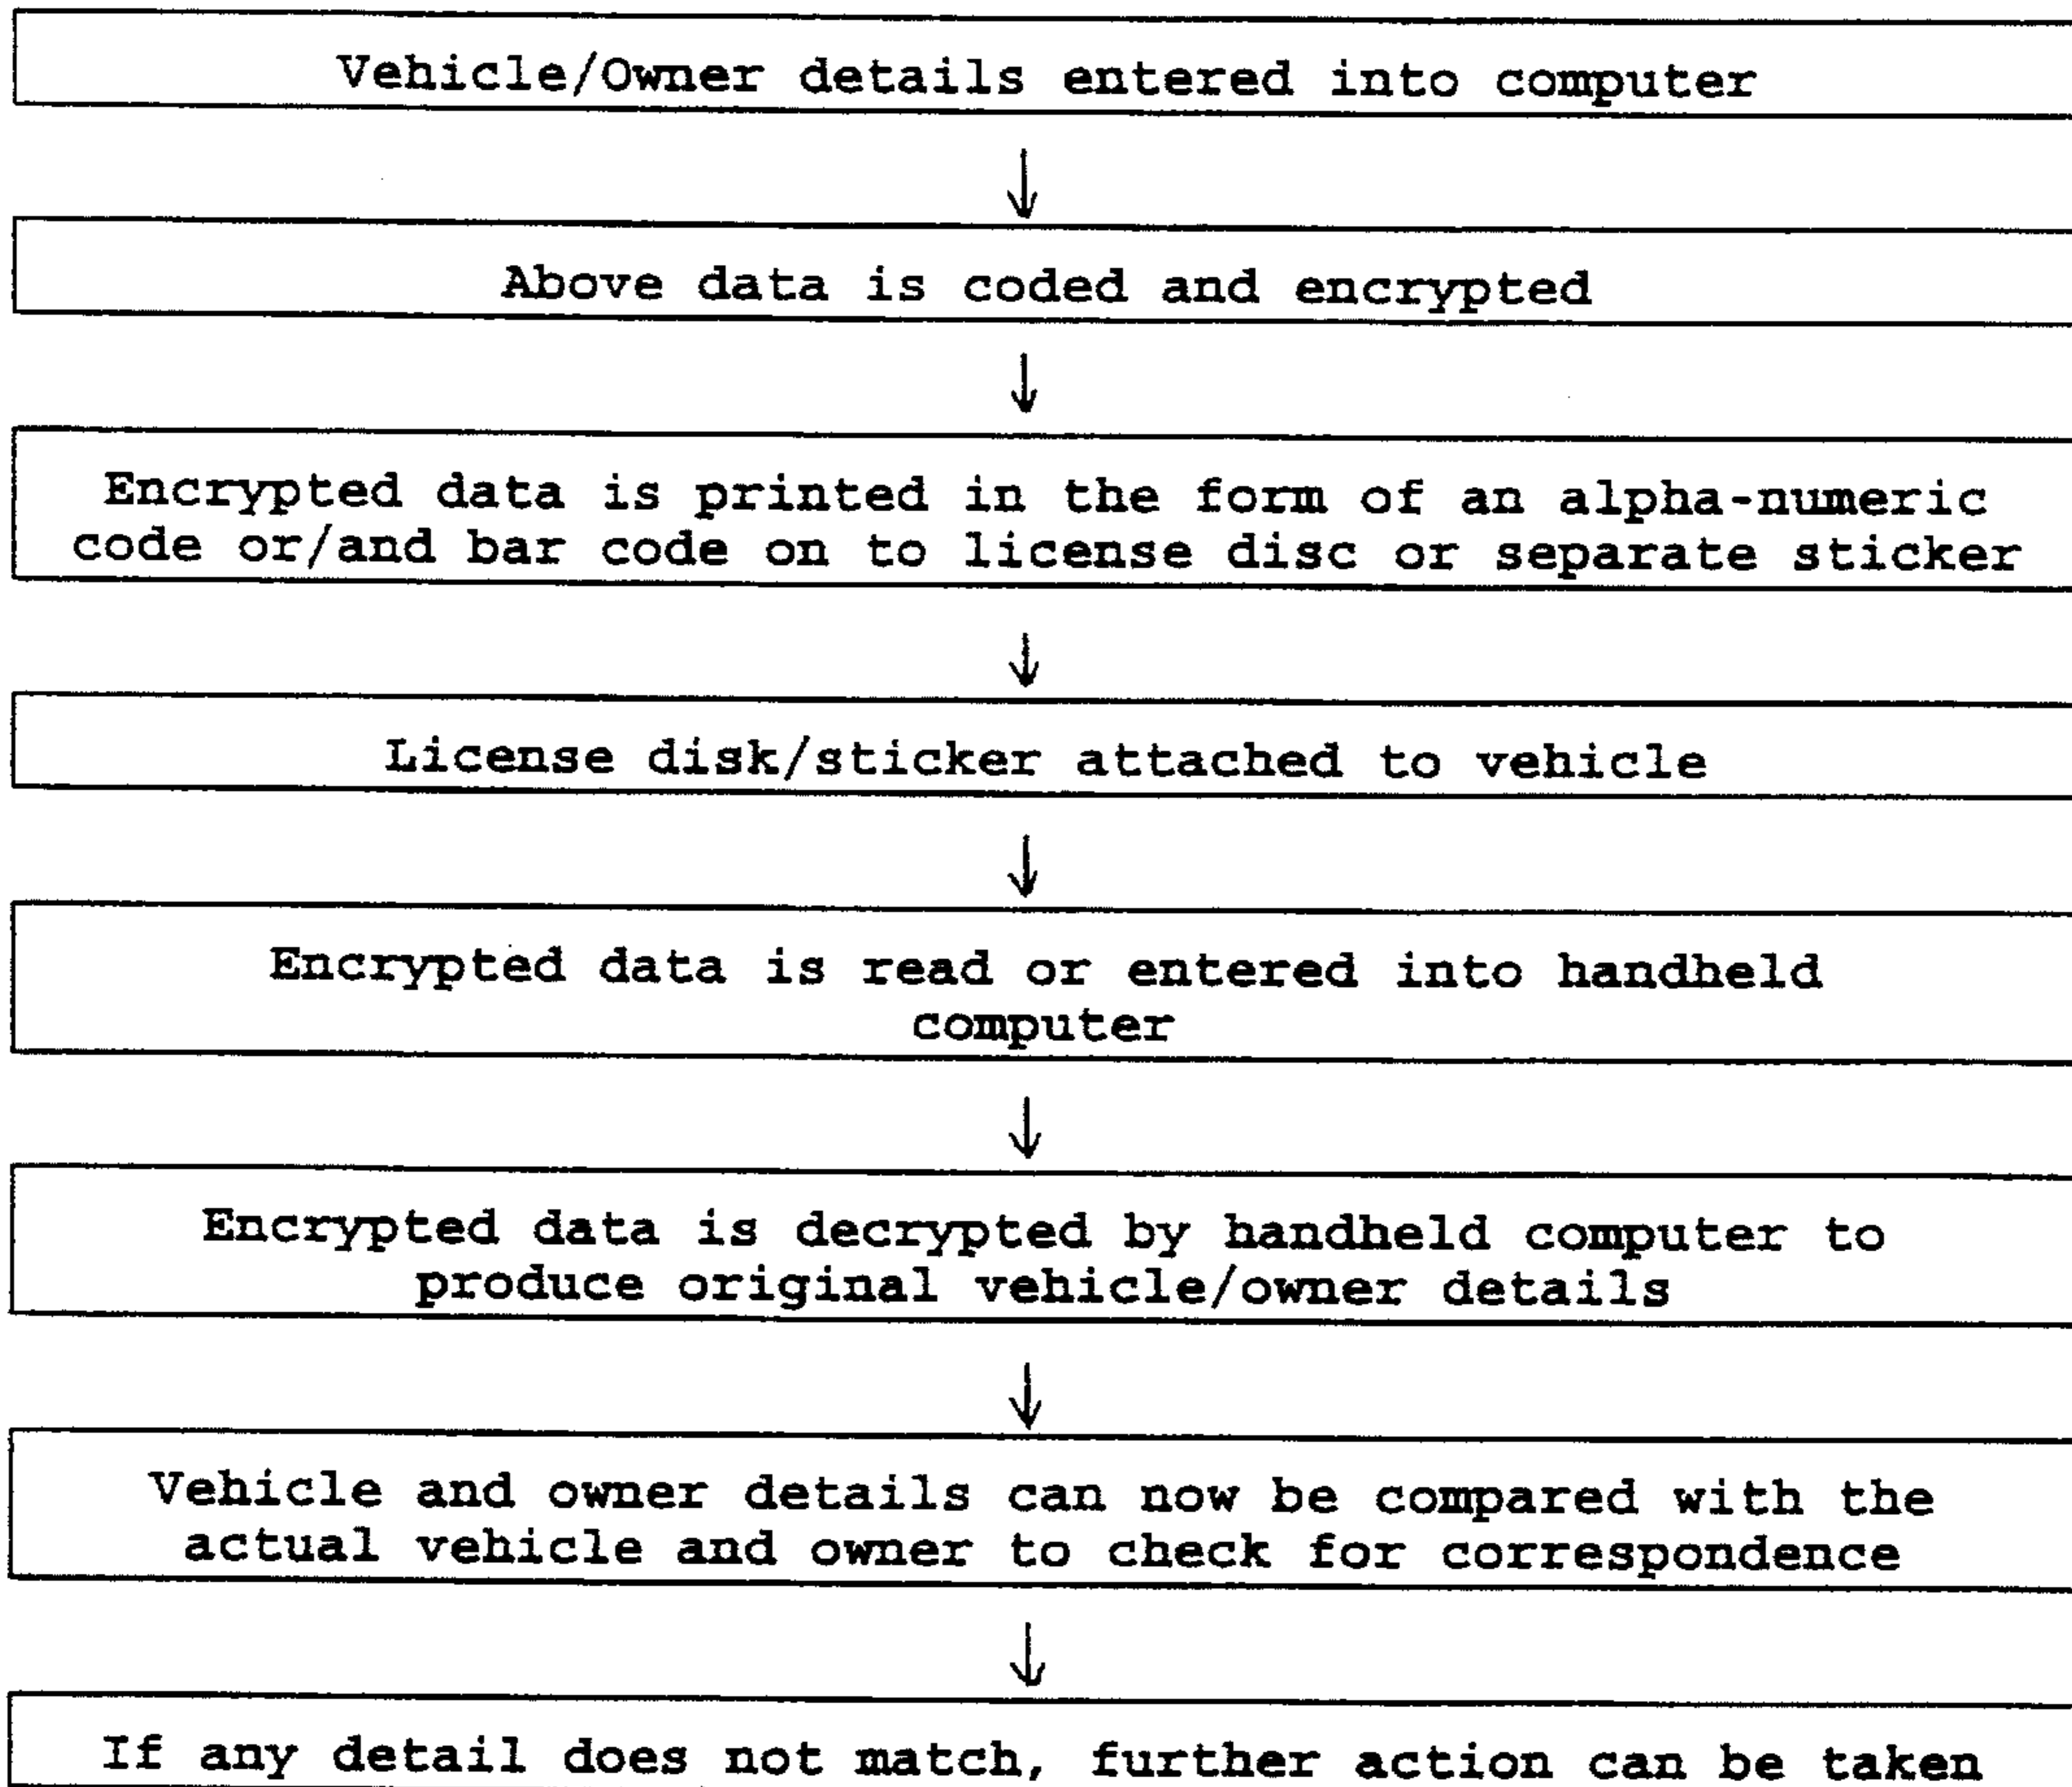 Vehicle/Owner details entered into computer
Above data is coded and encrypted
Encrypted data is printed in the form of an alpha-numeric
code or/and bar code on to license disc or separate sticker
License disk/sticker attached to vehicle
Encrypted data is read or entered into handheld
computer
Encrypted data is decrypted by handheld computer to
produce original vehicle/owner details
Vehicle and owner details can now be compared with the
actual vehicle and owner to check for correspondence
If any detail does not match, further action can be taken